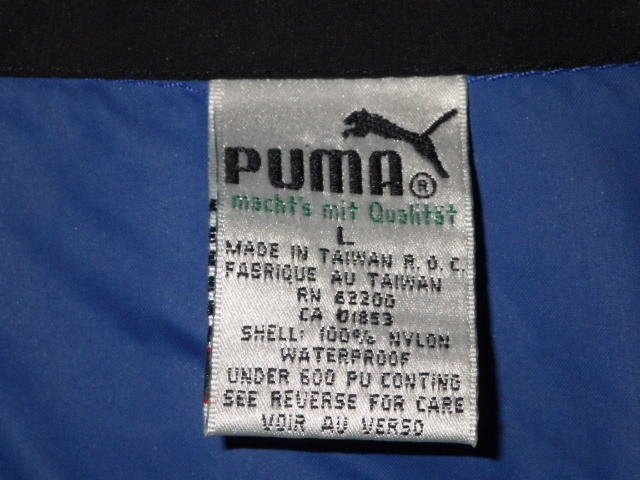 PUMA®
macht's mit Qualität
L
MADE IN TAIWAN R.O.C.
FABRIQUE AU TAIWAN
RN 62200
CA 01853
SHELL: 100% NYLON
WATERPROOF
UNDER 600 PU CONTING
SEE REVERSE FOR CARE
VOIR AU VERSO